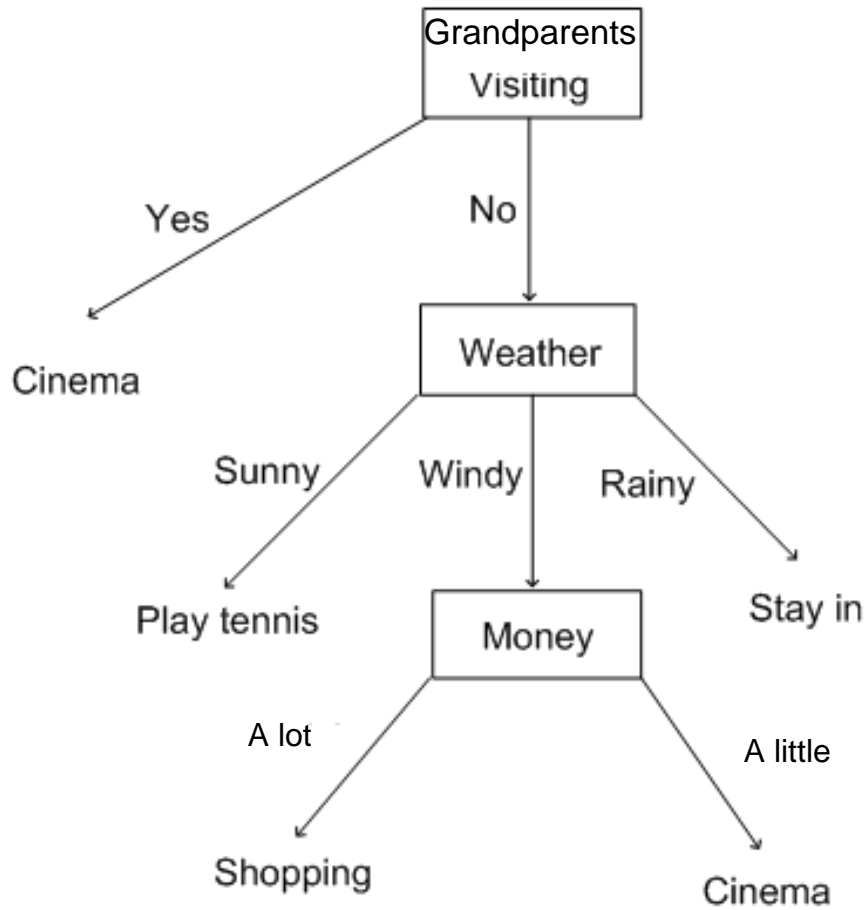 Grandparents
Visiting
Yes
No
Cinema
Weather
Sunny
Windy
Rainy
Play tennis
Money
Stay in
A lot
A little
Shopping
Cinema